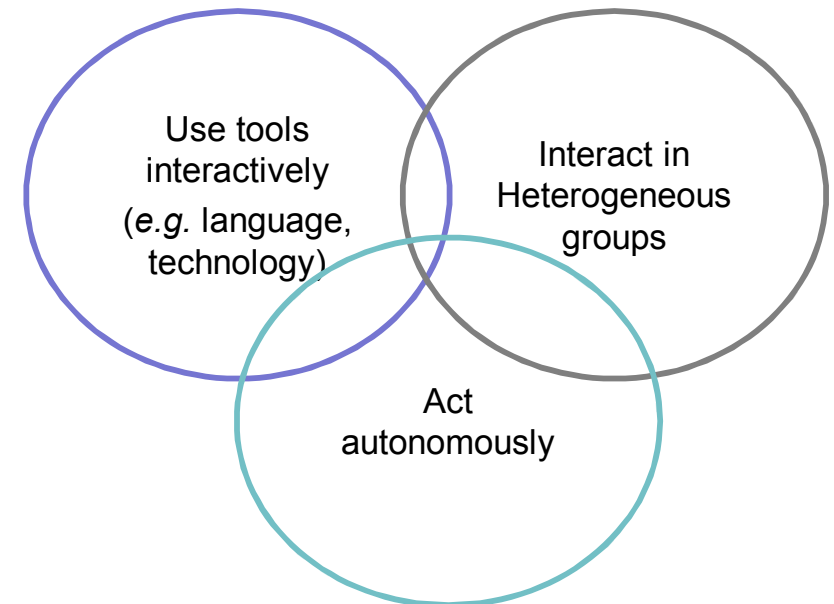 Use tools
interactively
(e.g. language,
technology)
Interact in
Heterogeneous
groups
Act
autonomously